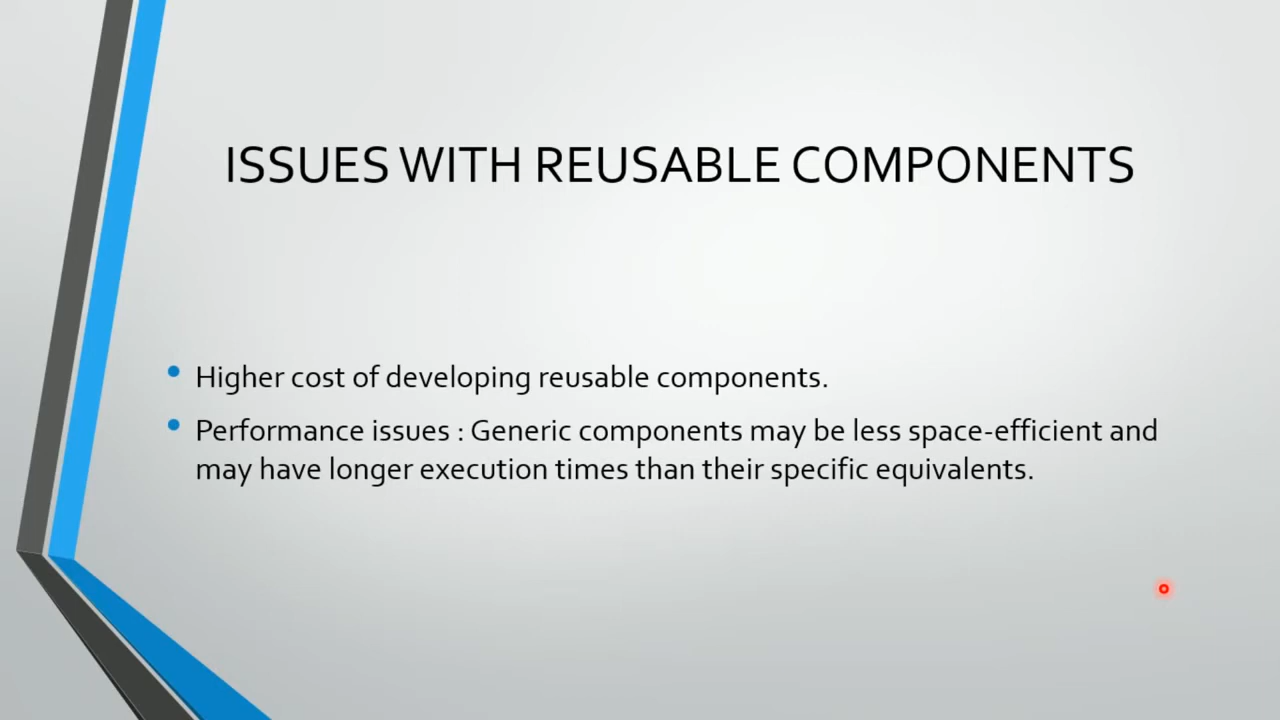 ISSUES WITH REUSABLE COMPONENTS
• Higher cost of developing reusable components.
• Performance issues : Generic components may be less space-efficient and
may have longer execution times than their specific equivalents.